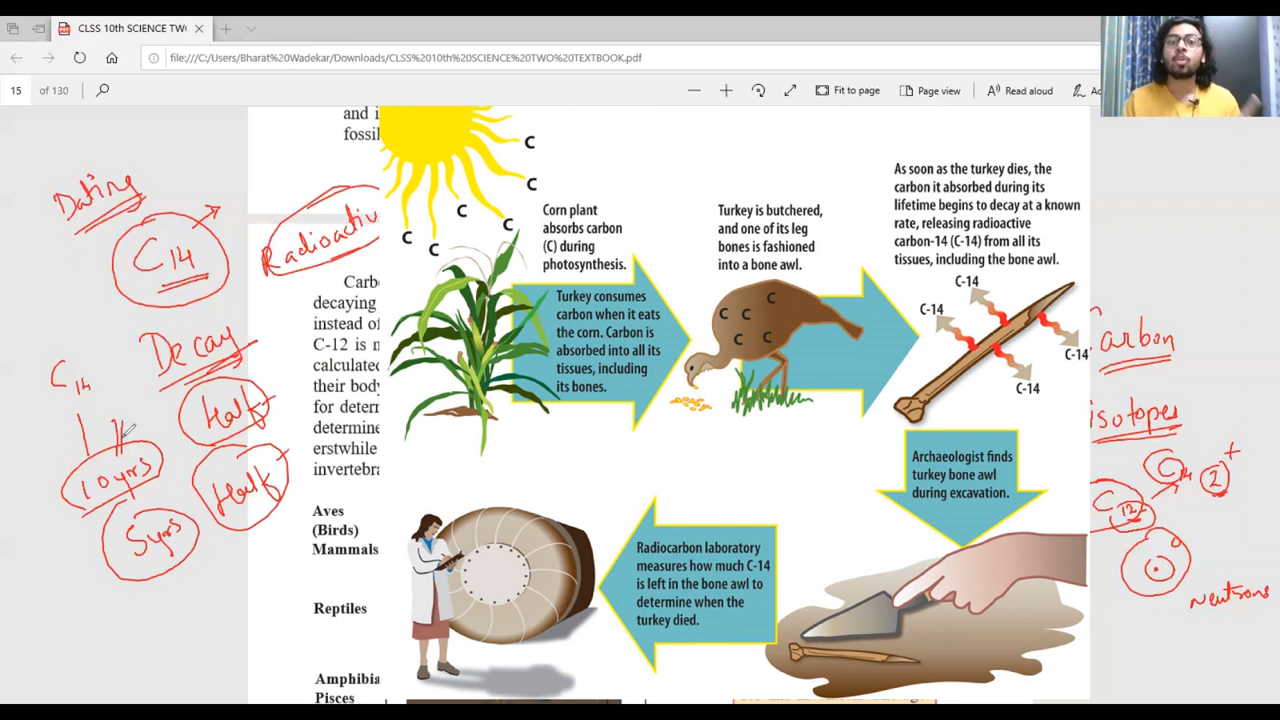 CLSS 10th SCIENCE TWO
file:///C:/Users/Bharat%20Wadekar/Downloads/CLSS%2010th%20SCIENCE%20TWO%20TEXTBOOK.pdf
15 of 130
Fit to page
Page view
Read aloud
and i
fossil
Dating
C14
Radioactiv
C
C
C
C
C
C
Corn plant
absorbs carbon
(C) during
photosynthesis.
Turkey consumes
carbon when it eats
the corn. Carbon is
absorbed into all its
tissues, including
its bones.
Turkey is butchered,
and one of its leg
bones is fashioned
into a bone awl.
C
C
C
C
C
As soon as the turkey dies, the
carbon it absorbed during its
lifetime begins to decay at a known
rate, releasing radioactive
carbon-14 (C-14) from all its
tissues, including the bone awl.
C-14
C-14
C-14
C-14
Carbo
decaying
instead of
C-12 is n
calculated
their body
for determ
determine
erstwhile
invertebra
Decay
C14
Half
Half
10 yrs
5yrs
Carbon
isotopes
C14
2+
C12
Neutrons
Archaeologist finds
turkey bone awl
during excavation.
Radiocarbon laboratory
measures how much C-14
is left in the bone awl to
determine when the
turkey died.
Aves
(Birds)
Mammals
Reptiles
Amphibia
Pisces